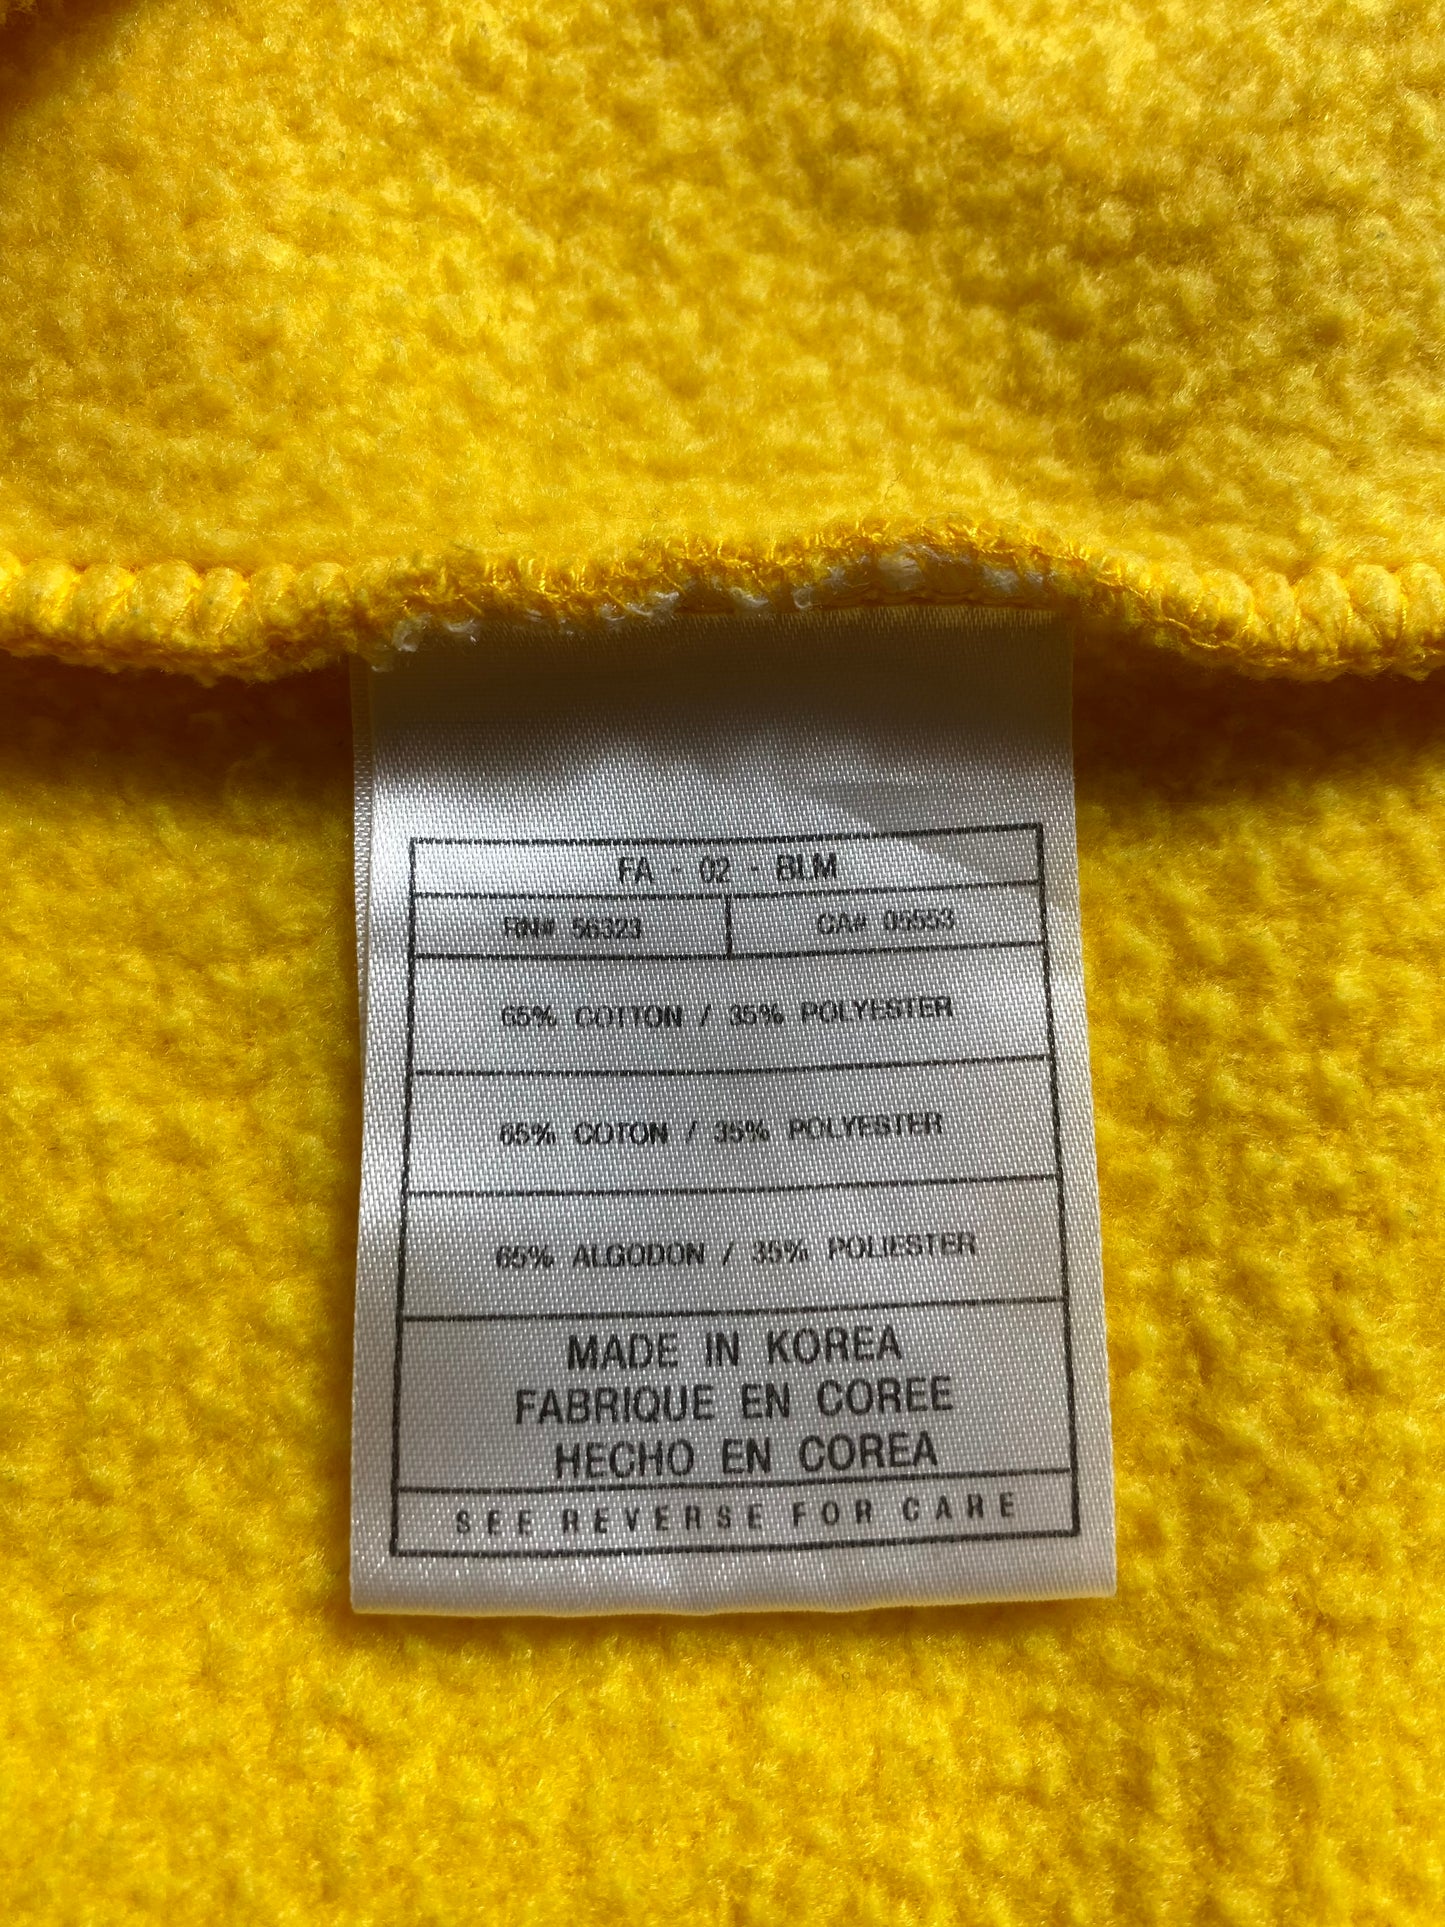 FA - 02 - BLM
RN# 56323 CA# 05553
65% COTTON / 35% POLYESTER
65% COTON / 35% POLYESTER
65% ALGODON / 35% POLIESTER
MADE IN KOREA
FABRIQUE EN COREE
HECHO EN COREA
SEE REVERSE FOR CARE